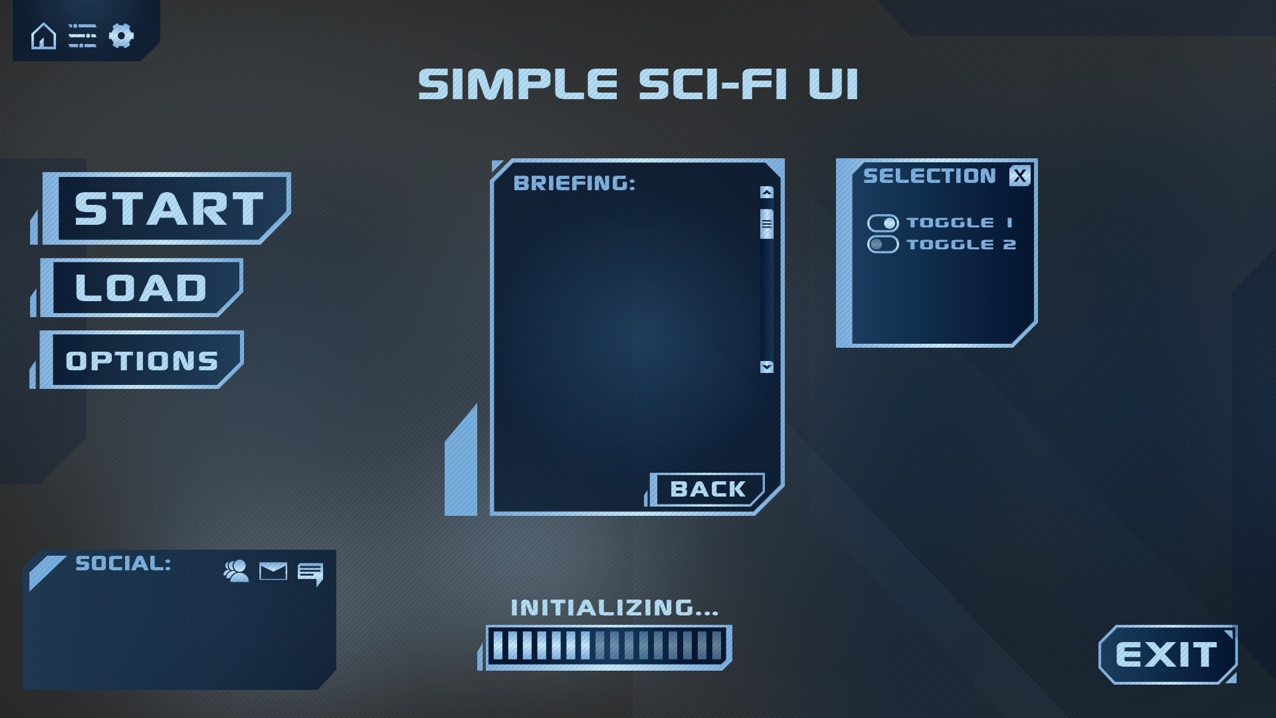 SIMPLE SCI-FI UI
START
LOAD
OPTIONS
BRIEFING:
BACK
SELECTION X
TOGGLE 1
TOGGLE 2
SOCIAL:
INITIALIZING...
EXIT